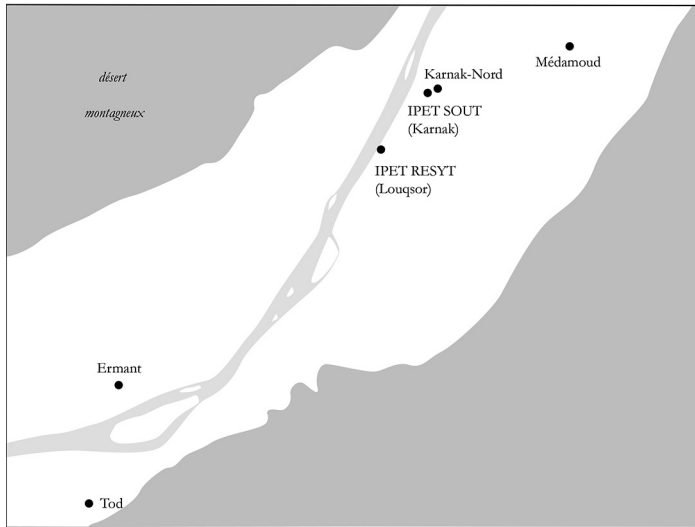 désert
montagneux
Médamoud
Karnak-Nord
IPET SOUT
(Karnak)
IPET RESYT
(Louqsor)
Ermant
Tod